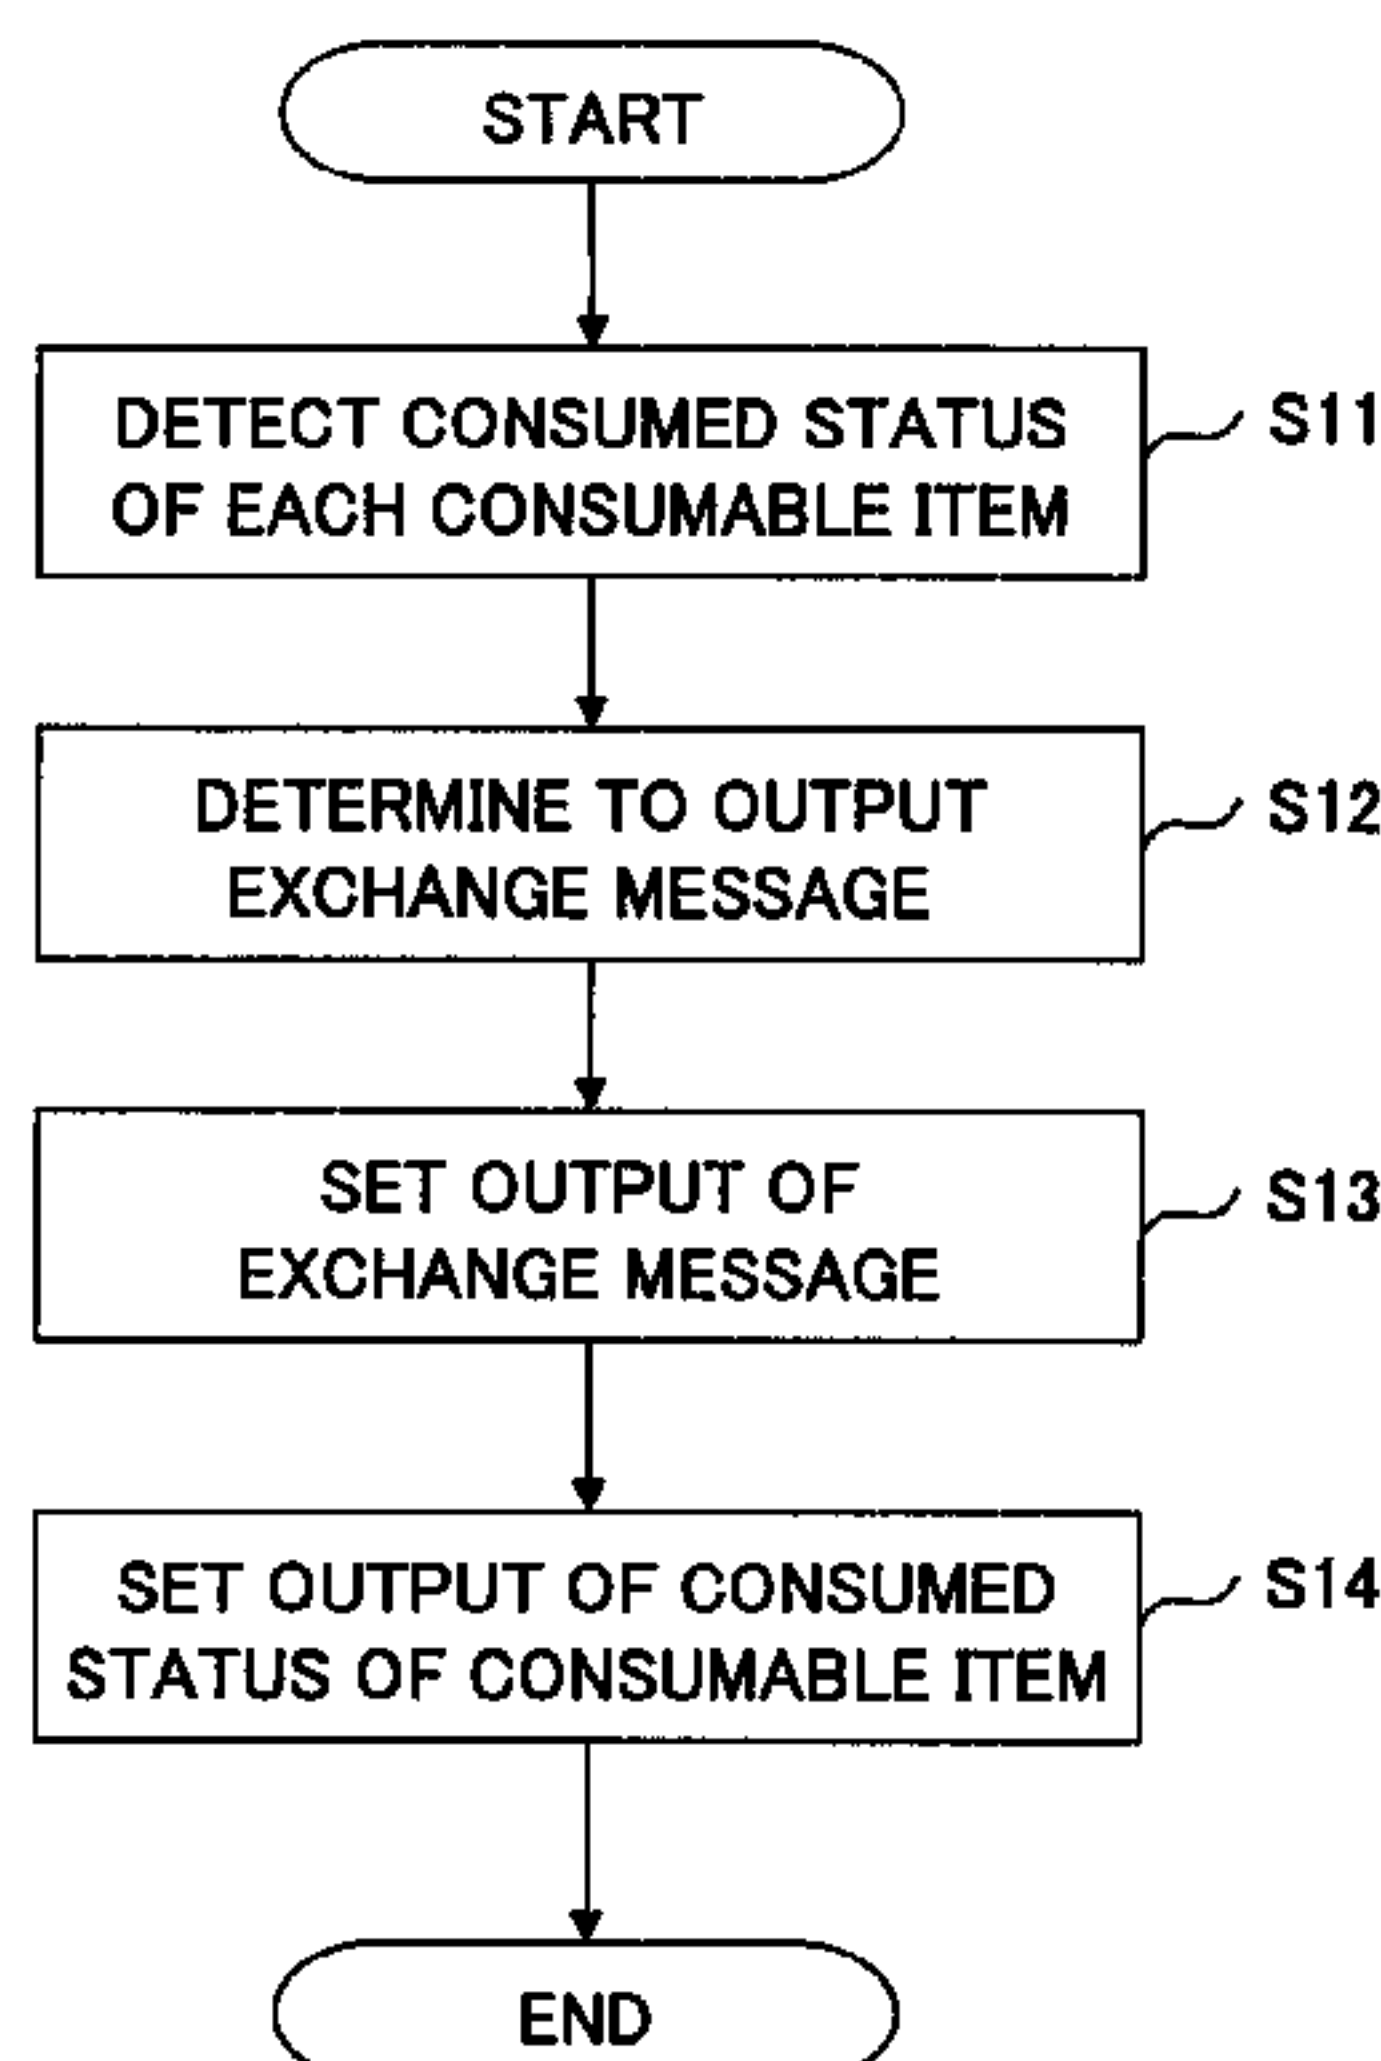 START
DETECT CONSUMED STATUS
OF EACH CONSUMABLE ITEM
S11
DETERMINE TO OUTPUT
EXCHANGE MESSAGE
S12
SET OUTPUT OF
EXCHANGE MESSAGE
S13
SET OUTPUT OF CONSUMED
STATUS OF CONSUMABLE ITEM
S14
END